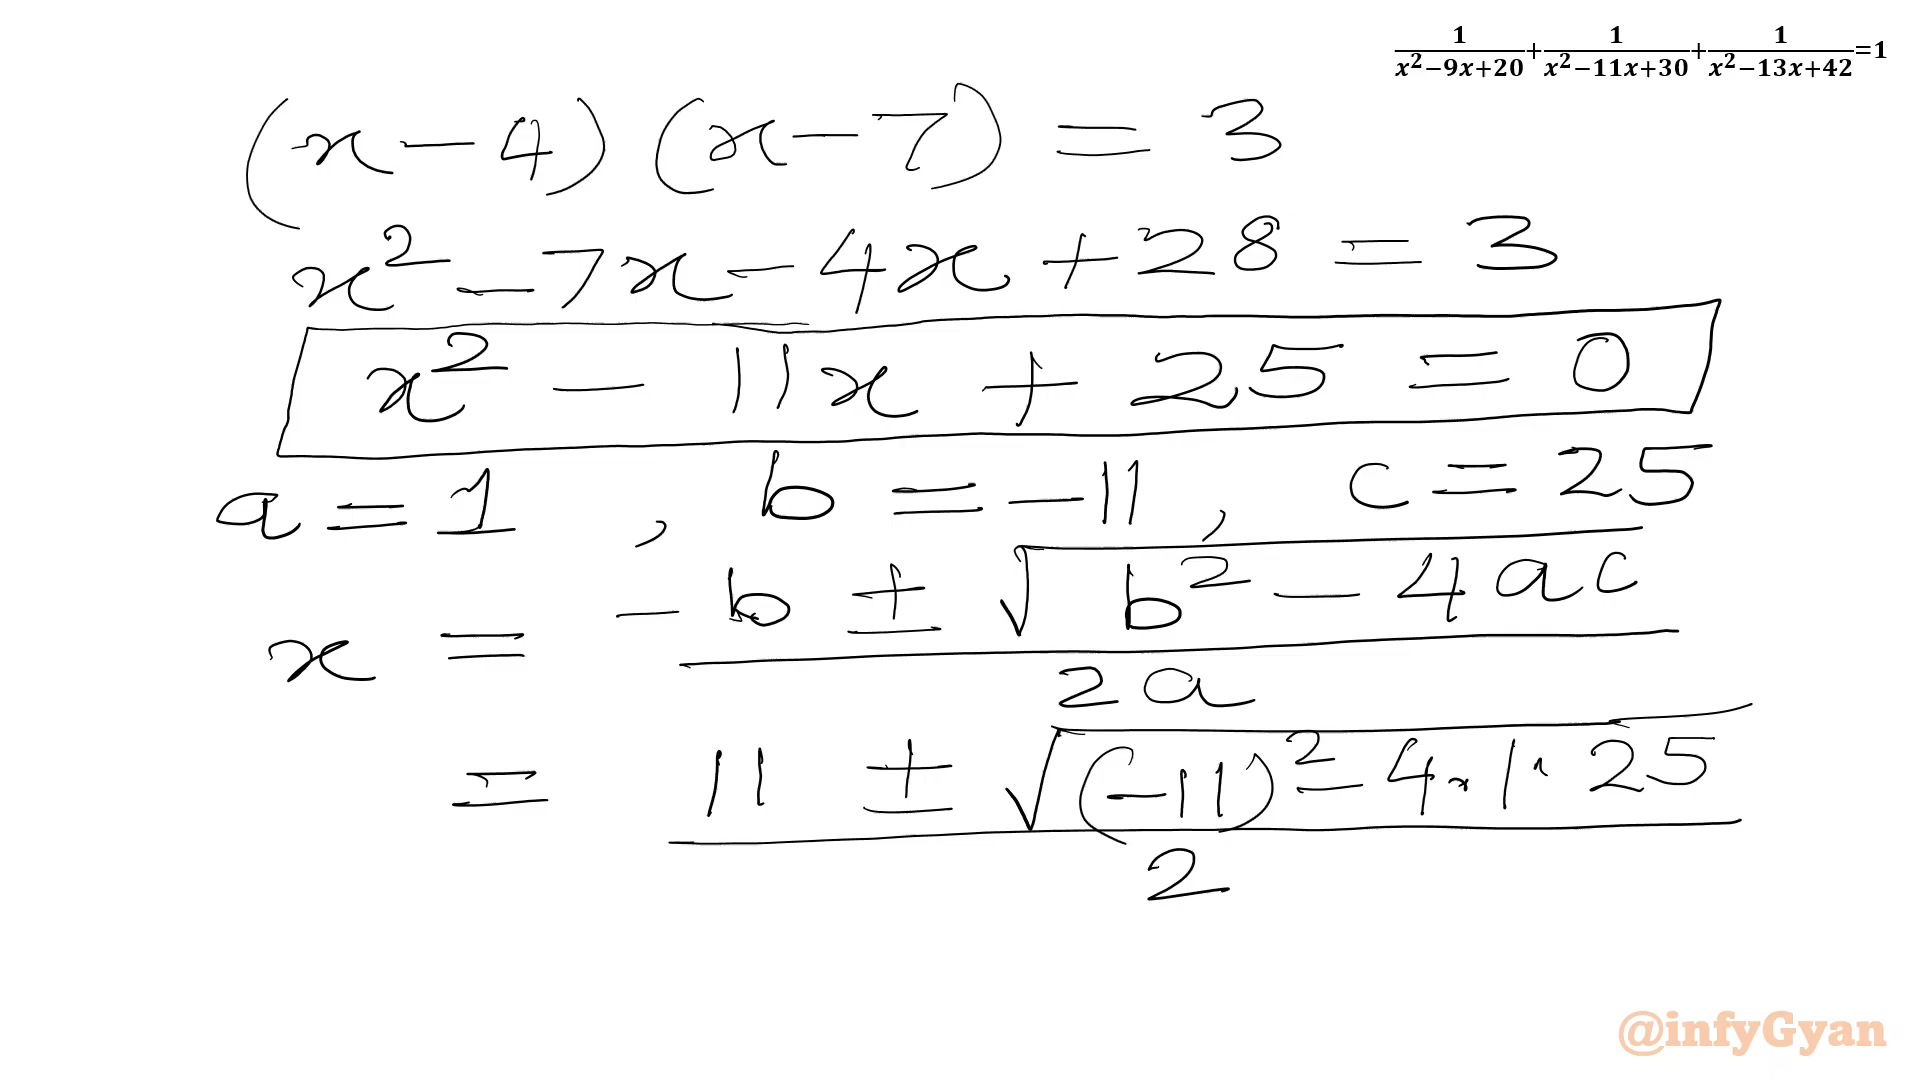 1/(x²−9x+20) + 1/(x²−11x+30) + 1/(x²−13x+42) = 1
(x − 4) (x − 7) = 3
x² − 7x − 4x + 28 = 3
x² − 11x + 25 = 0
a = 1 , b = −11 , c = 25
x = (−b ± √(b² − 4ac)) / 2a
= (11 ± √((−11)² − 4·1·25)) / 2
@infyGyan